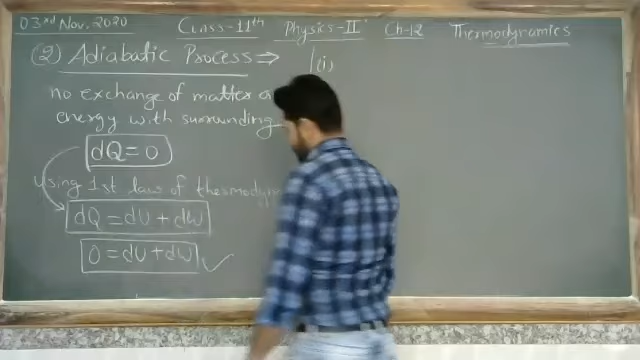 03rd Nov. 2020 Class-11th Physics-II Ch-12 Thermodynamics
(2) Adiabatic Process ⇒
no exchange of matter or
energy with surrounding
dQ = 0
using 1st law of
dQ = dU + dW
0 = dU + dW ✓